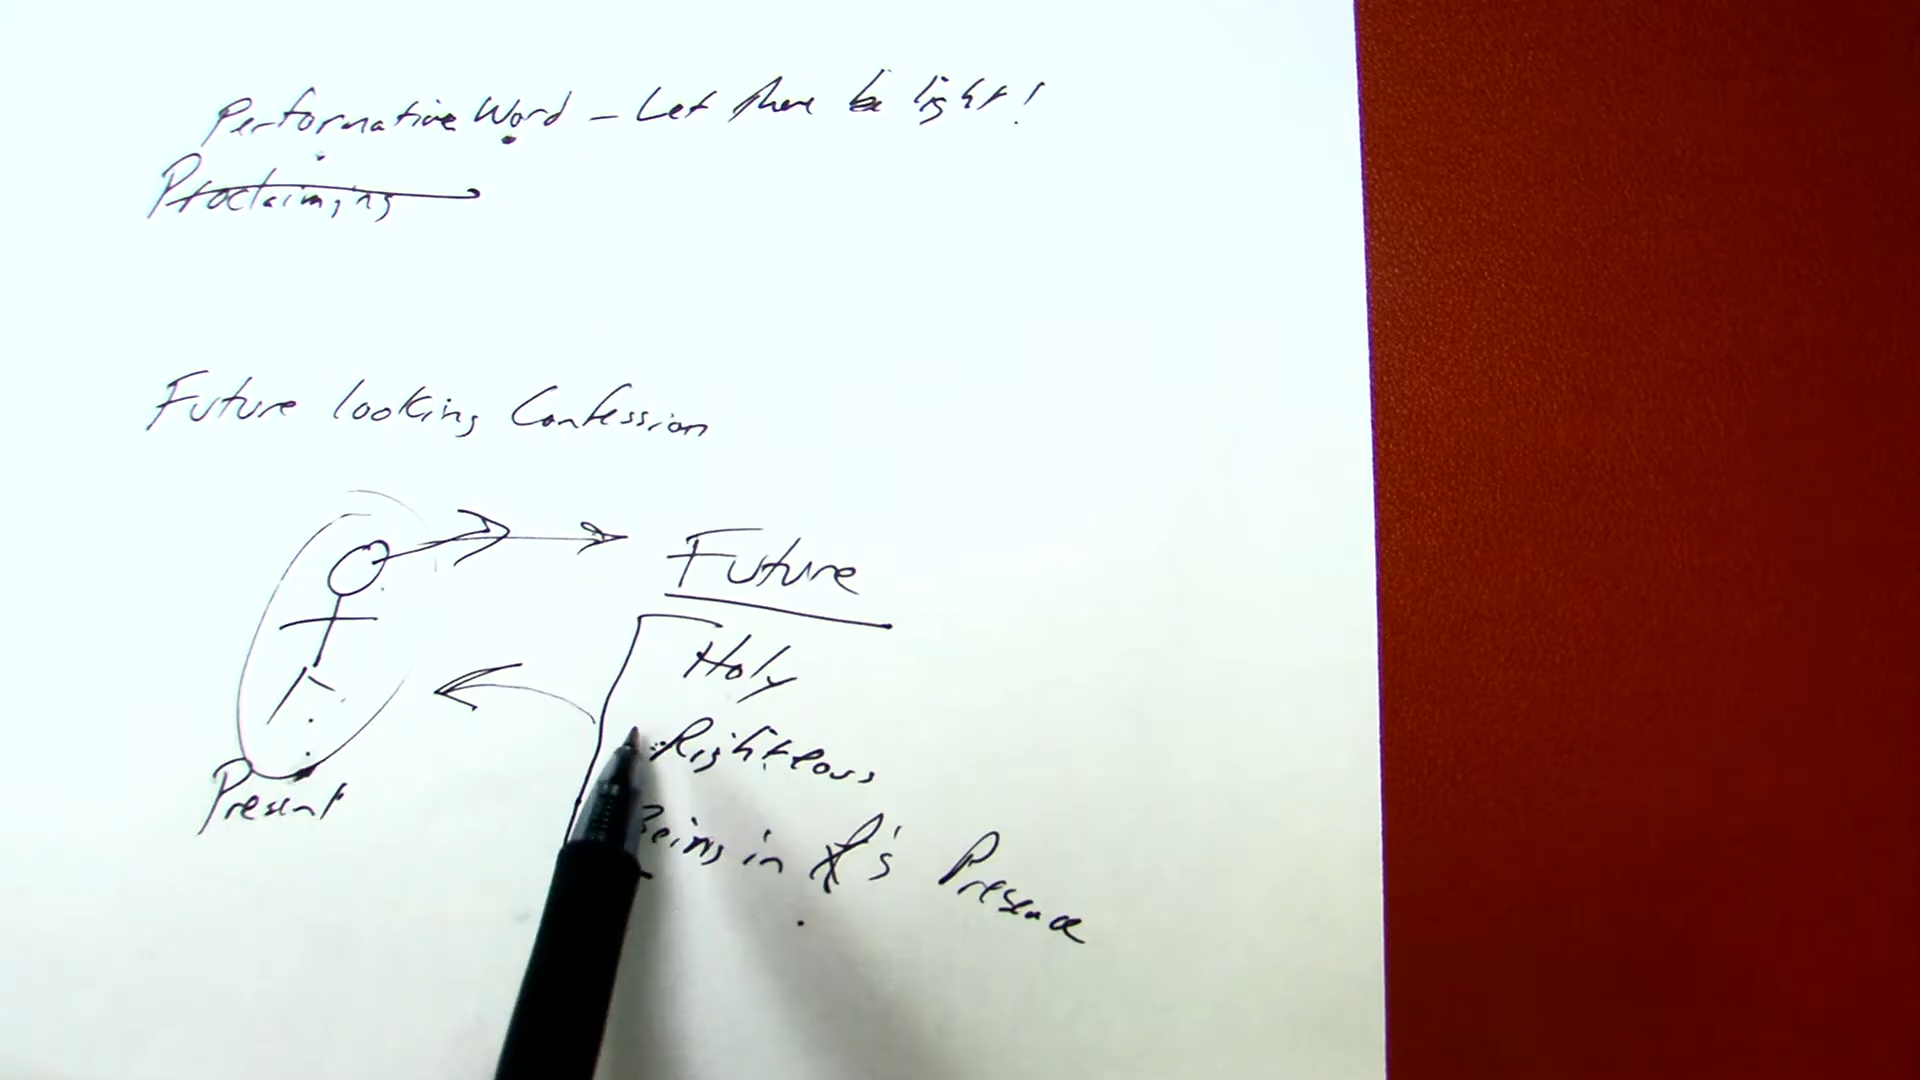 Performative Word – Let there be light!
Proclaiming
Future looking Confession
Future
Holy
Righteous
Being in 's Presence
Present